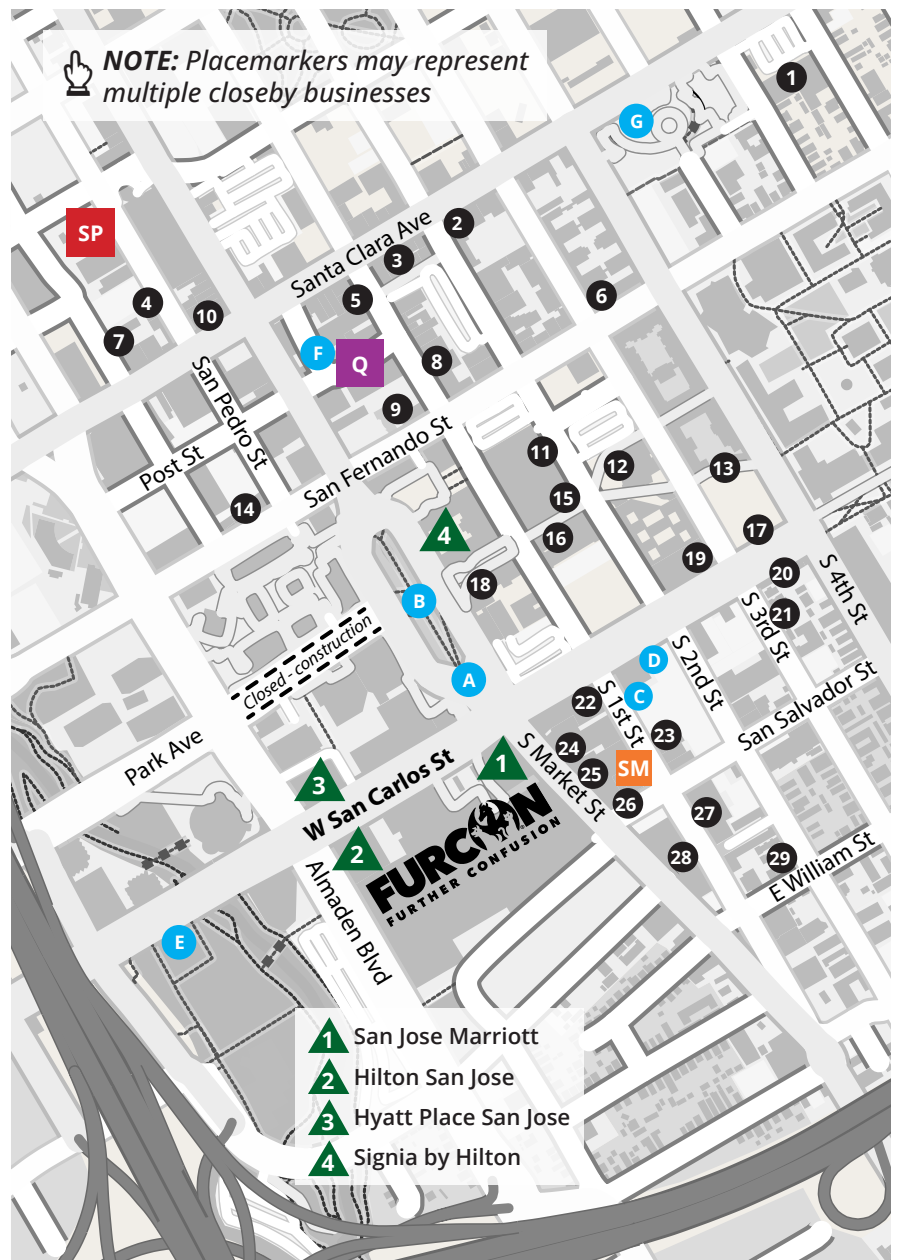 NOTE: Placemarkers may represent
multiple closeby businesses
1
G
2
SP
Santa Clara Ave
3
4
5
6
10
7
F
Q
8
San Pedro St
9
San Fernando St
11
Post St
12
13
14
15
4
16
17
19
18
20
S 4th St
B
21
S 3rd St
Closed - construction
D
S 2nd St
A
C
S 1st St
22
San Salvador St
23
Park Ave
24
1
S Market St
SM
25
3
W San Carlos St
26
27
2
FURCON
FURTHER CONFUSION
28
29
E William St
Almaden Blvd
E
1 San Jose Marriott
2 Hilton San Jose
3 Hyatt Place San Jose
4 Signia by Hilton